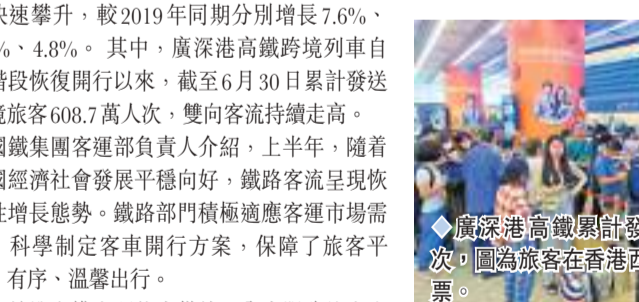 快速攀升，較2019年同期分別增長7.6%、
%、4.8%。其中，廣深港高鐵跨境列車自
階段恢復開行以來，截至6月30日累計發送
境旅客608.7萬人次，雙向客流持續走高。
國鐵集團客運部負責人介紹，上半年，隨着
國經濟社會發展平穩向好，鐵路客流呈現恢
性增長態勢。鐵路部門積極適應客運市場需
，科學制定客車開行方案，保障了旅客平
、有序、溫馨出行。
◆廣深港高鐵累計發
次，圖為旅客在香港西
票。